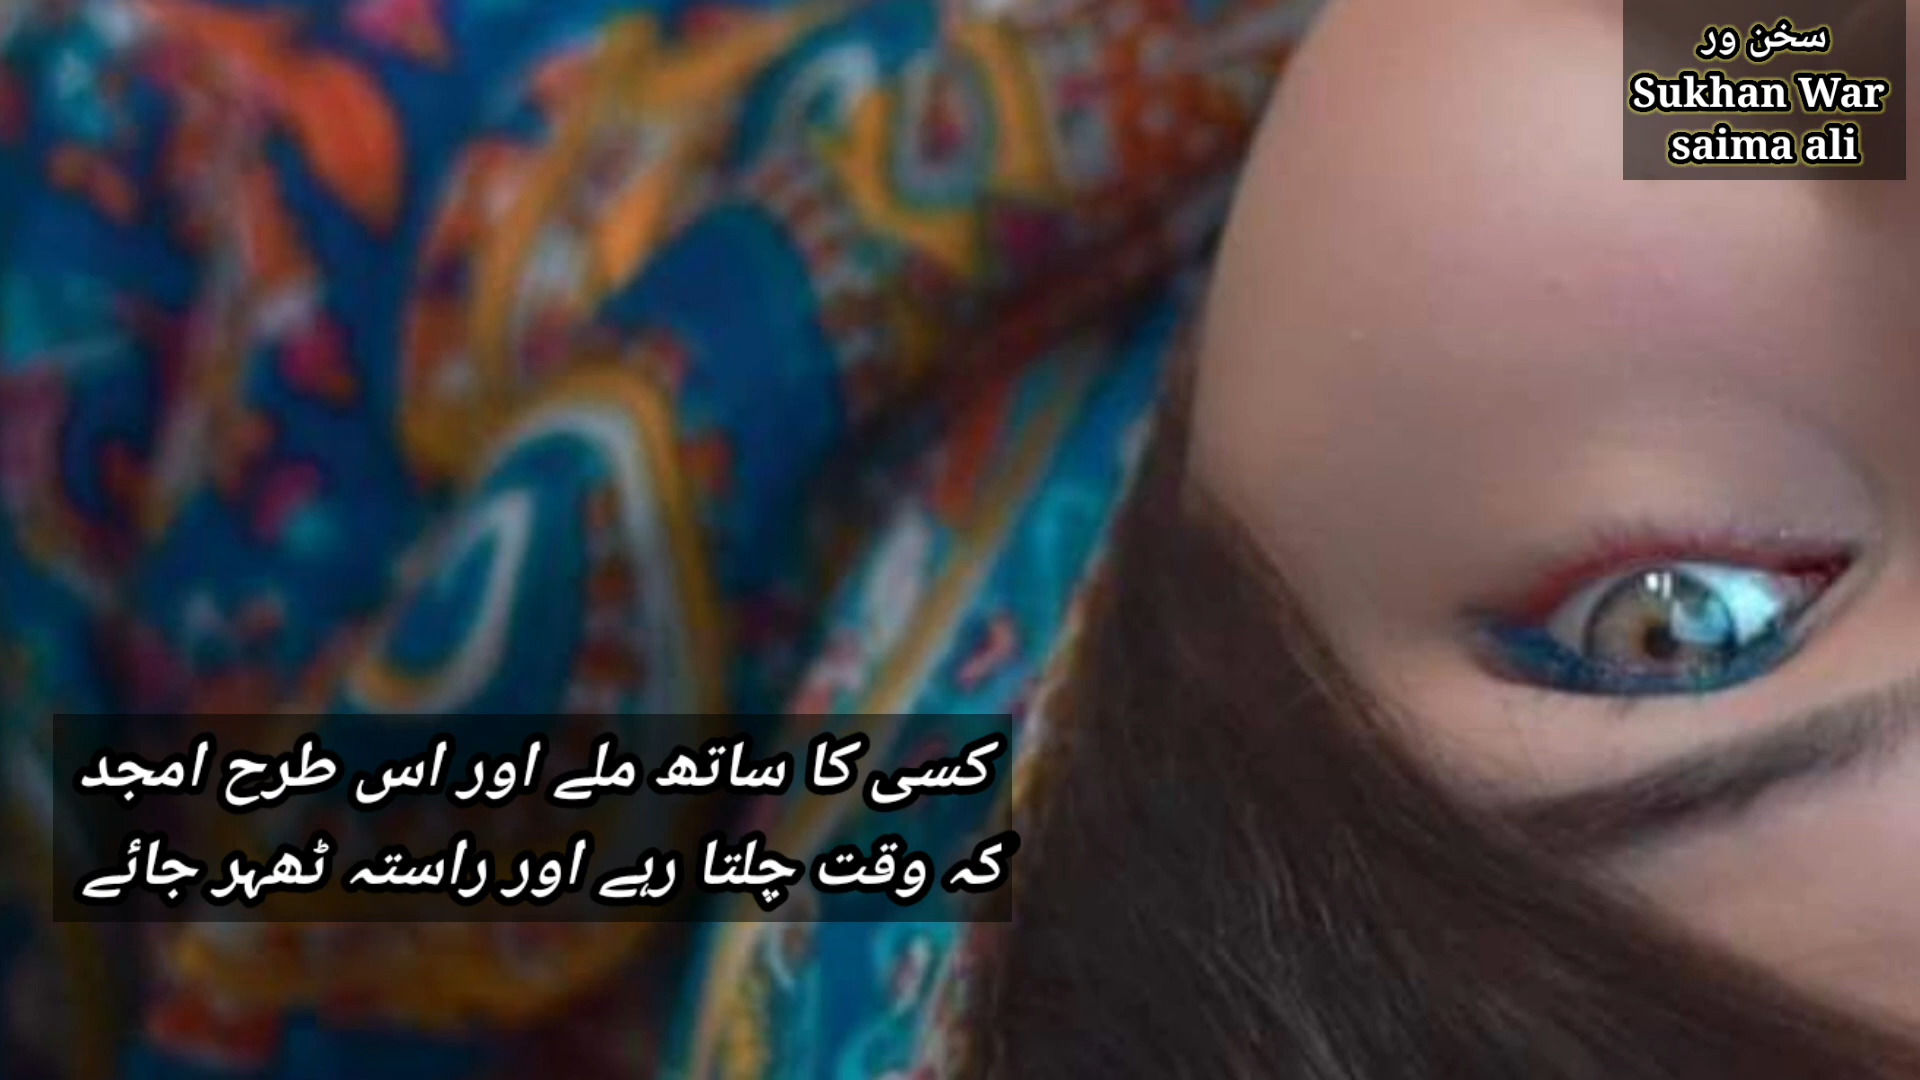 سخن ور
Sukhan War
saima ali
کسی کا ساتھ ملے اور اس طرح امجد
کہ وقت چلتا رہے اور راستہ ٹھہر جائے